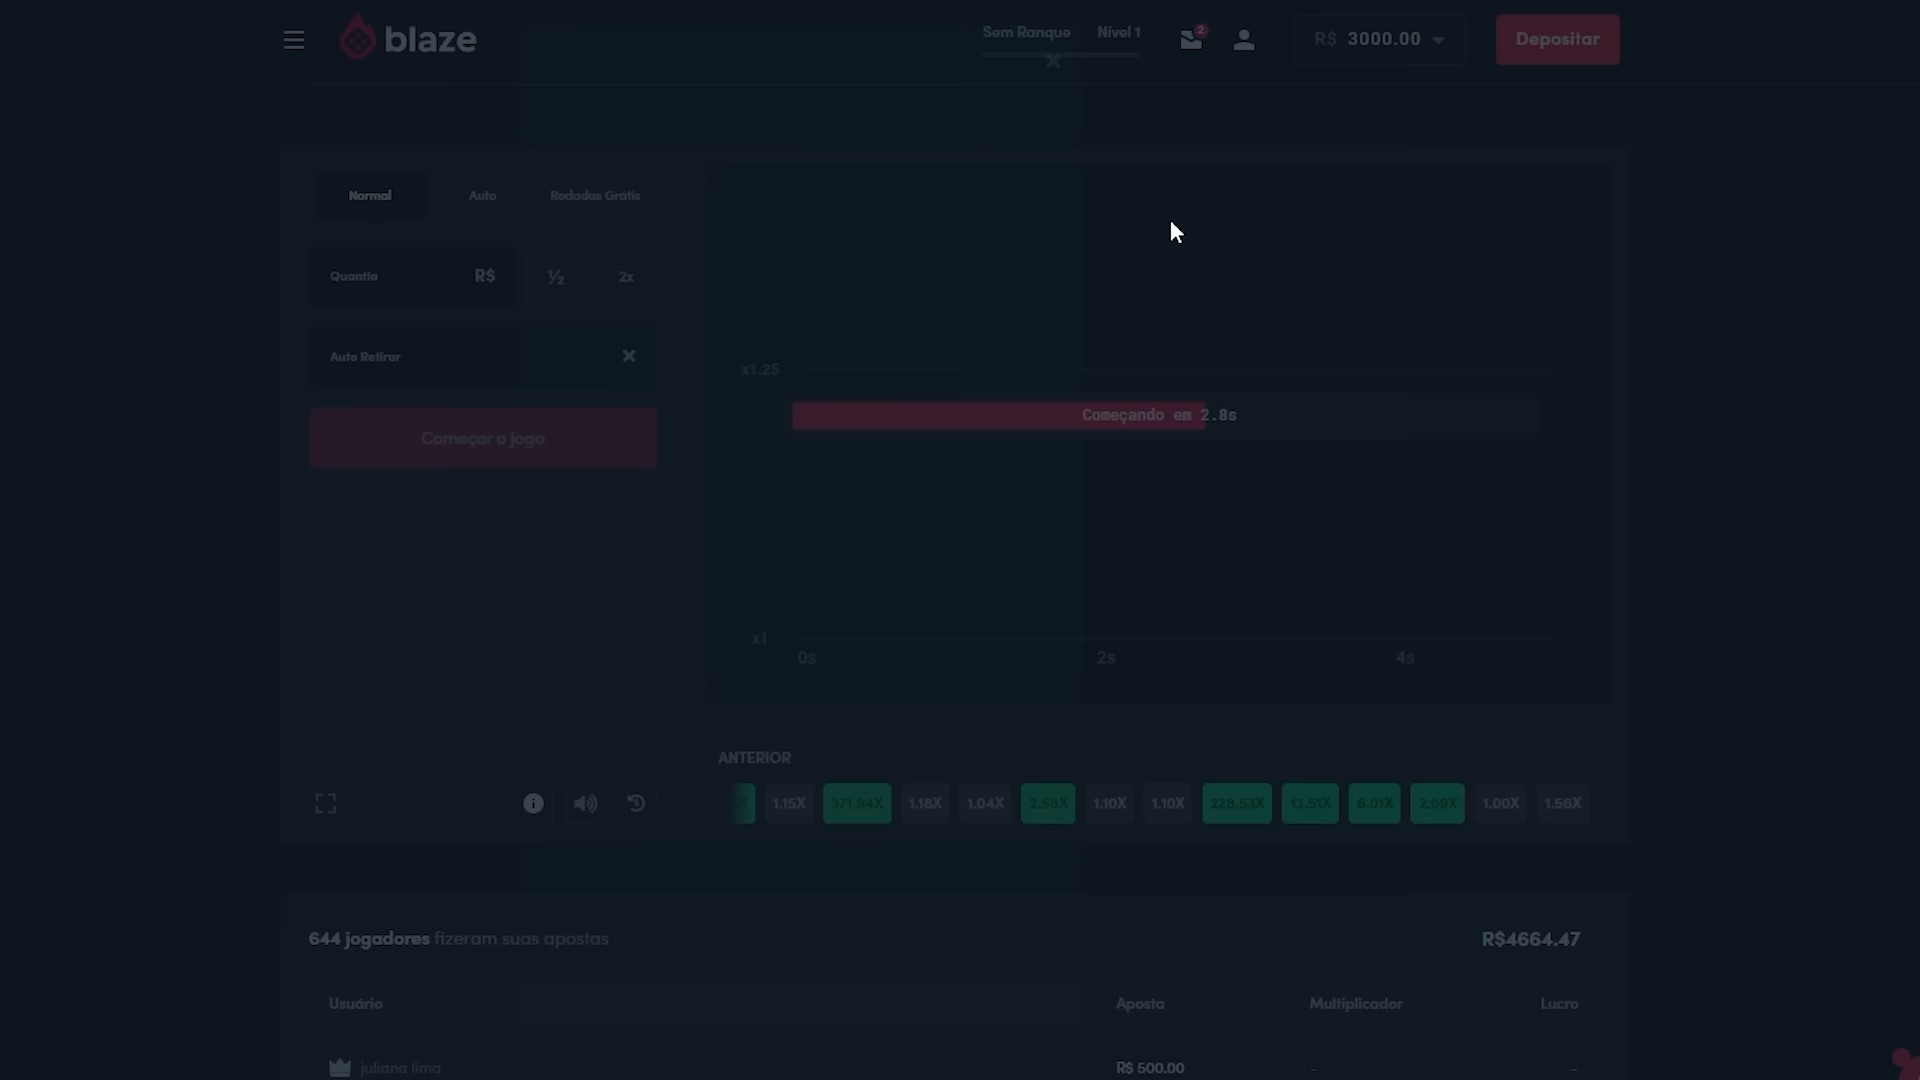 blaze
Sem Ranque Nível 1
2
R$ 3000.00
Depositar
Normal Auto Rodadas Grátis
Quantia R$ ½ 2x
Auto Retirar
Começar o jogo
x1.25
Começando em 2.8s
x1
0s 2s 4s
ANTERIOR
1.15X 371.94X 1.18X 1.04X 2.58X 1.10X 1.10X 228.53X 13.51X 6.01X 2.09X 1.00X 1.56X
644 jogadores fizeram suas apostas R$4664.47
Usuário Aposta Multiplicador Lucro
juliana lima R$ 500.00 - -